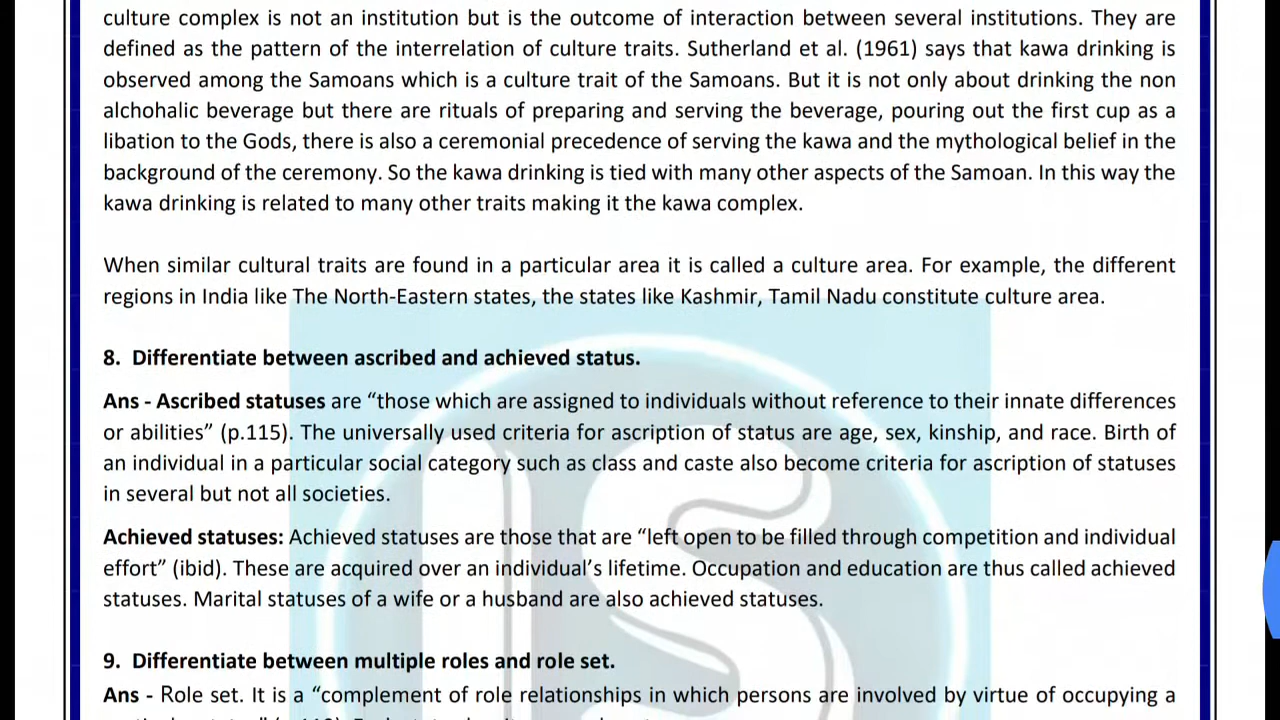 culture complex is not an institution but is the outcome of interaction between several institutions. They are
defined as the pattern of the interrelation of culture traits. Sutherland et al. (1961) says that kawa drinking is
observed among the Samoans which is a culture trait of the Samoans. But it is not only about drinking the non
alchohalic beverage but there are rituals of preparing and serving the beverage, pouring out the first cup as a
libation to the Gods, there is also a ceremonial precedence of serving the kawa and the mythological belief in the
background of the ceremony. So the kawa drinking is tied with many other aspects of the Samoan. In this way the
kawa drinking is related to many other traits making it the kawa complex.
When similar cultural traits are found in a particular area it is called a culture area. For example, the different
regions in India like The North-Eastern states, the states like Kashmir, Tamil Nadu constitute culture area.
8. Differentiate between ascribed and achieved status.
Ans - Ascribed statuses are “those which are assigned to individuals without reference to their innate differences
or abilities” (p.115). The universally used criteria for ascription of status are age, sex, kinship, and race. Birth of
an individual in a particular social category such as class and caste also become criteria for ascription of statuses
in several but not all societies.
Achieved statuses: Achieved statuses are those that are “left open to be filled through competition and individual
effort” (ibid). These are acquired over an individual’s lifetime. Occupation and education are thus called achieved
statuses. Marital statuses of a wife or a husband are also achieved statuses.
9. Differentiate between multiple roles and role set.
Ans - Role set. It is a “complement of role relationships in which persons are involved by virtue of occupying a